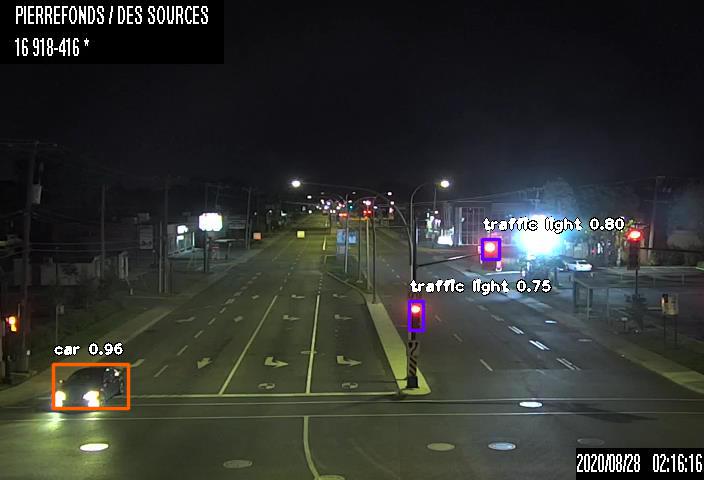 PIERREFONDS / DES SOURCES
16 918-416 *
traffic light 0.80
traffic light 0.75
car 0.96
2020/08/28 02:16:16